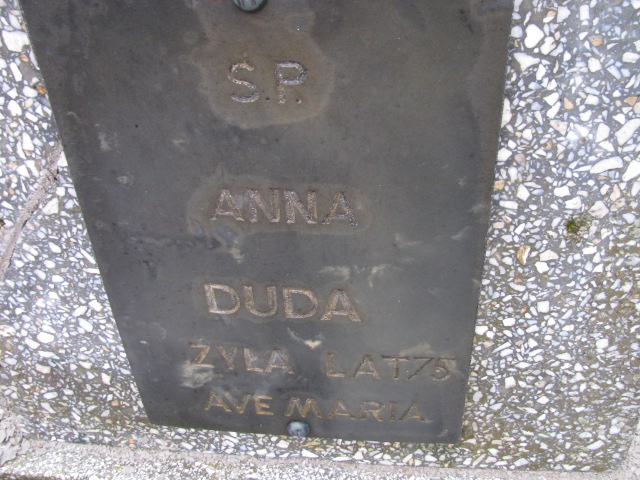 S.P.
ANNA
DUDA
ŻYŁA LAT 75
AVE MARIA